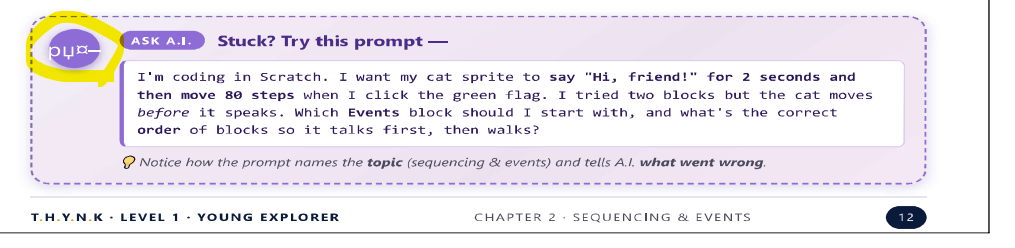 ASK A.I. Stuck? Try this prompt —
I'm coding in Scratch. I want my cat sprite to say "Hi, friend!" for 2 seconds and
then move 80 steps when I click the green flag. I tried two blocks but the cat moves
before it speaks. Which Events block should I start with, and what's the correct
order of blocks so it talks first, then walks?
Notice how the prompt names the topic (sequencing & events) and tells A.I. what went wrong.
T.H.Y.N.K · LEVEL 1 · YOUNG EXPLORER CHAPTER 2 · SEQUENCING & EVENTS 12